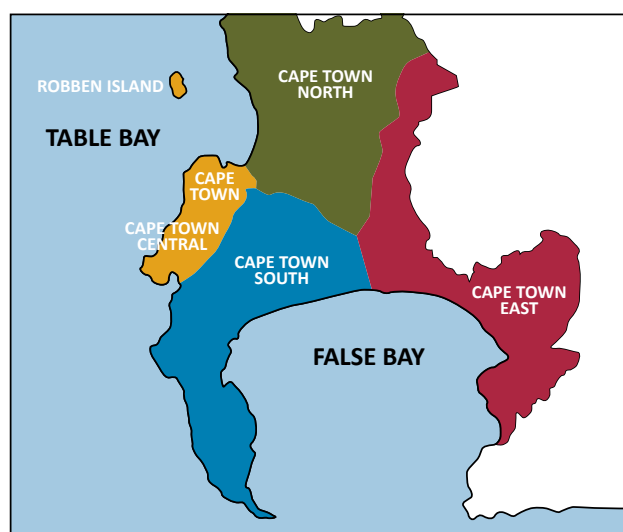 CAPE TOWN
NORTH
ROBBEN ISLAND
TABLE BAY
CAPE
TOWN
CAPE TOWN
CENTRAL
CAPE TOWN
SOUTH
CAPE TOWN
EAST
FALSE BAY